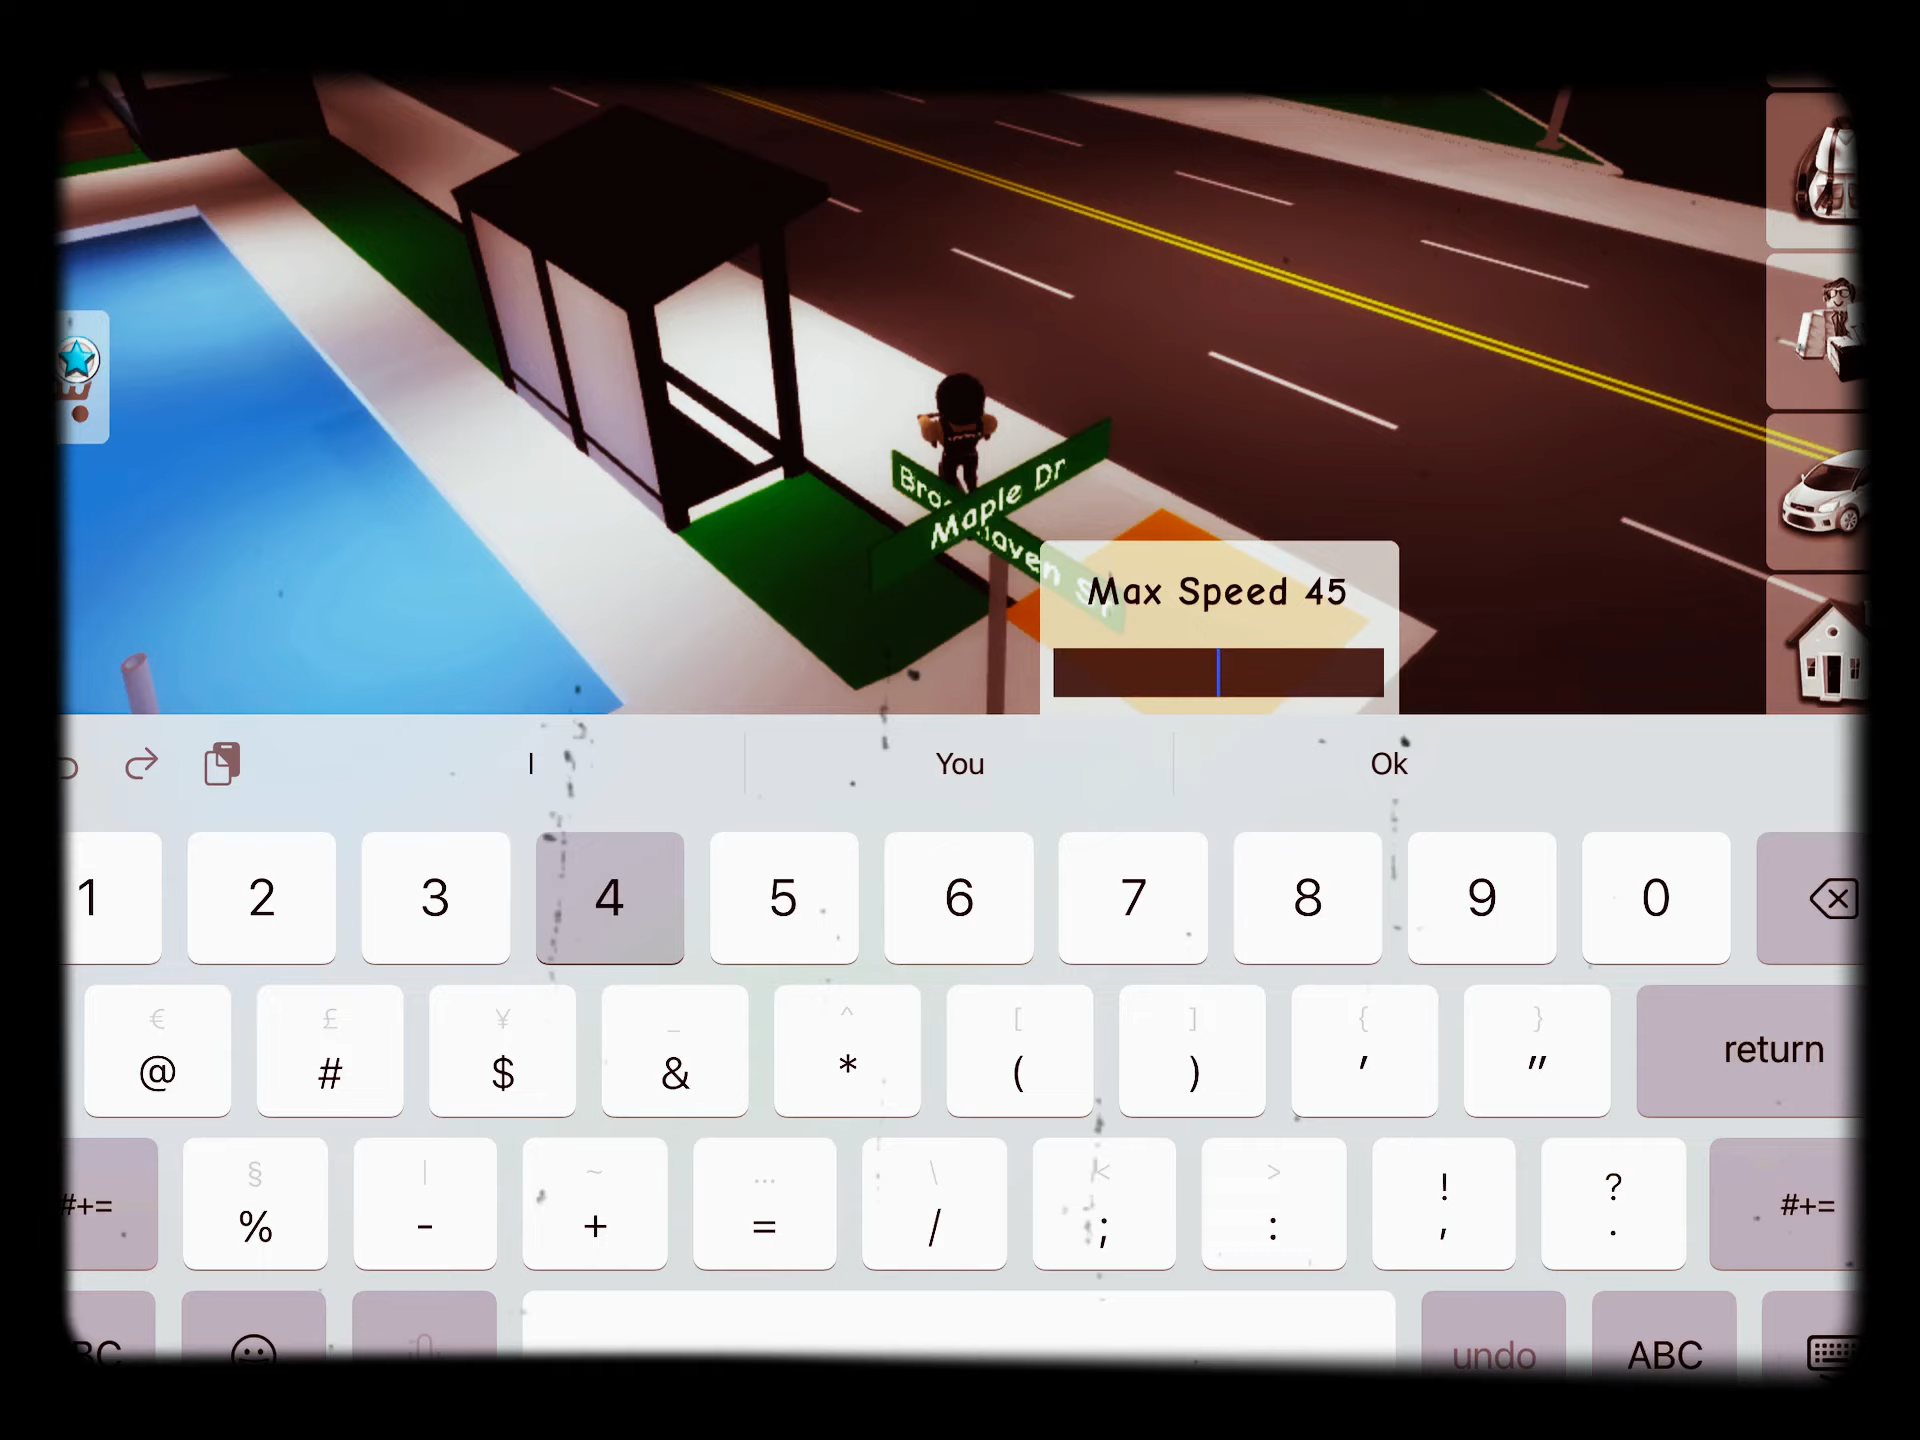 Maple Dr
Max Speed 45
I You Ok
1 2 3 4 5 6 7 8 9 0
€ £ ¥ _ ^ [ ] { }
@ # $ & * ( ) ' "
return
§ | ~ ... \ < > ! ?
#+= % - + = / ; : , . #+=
undo ABC